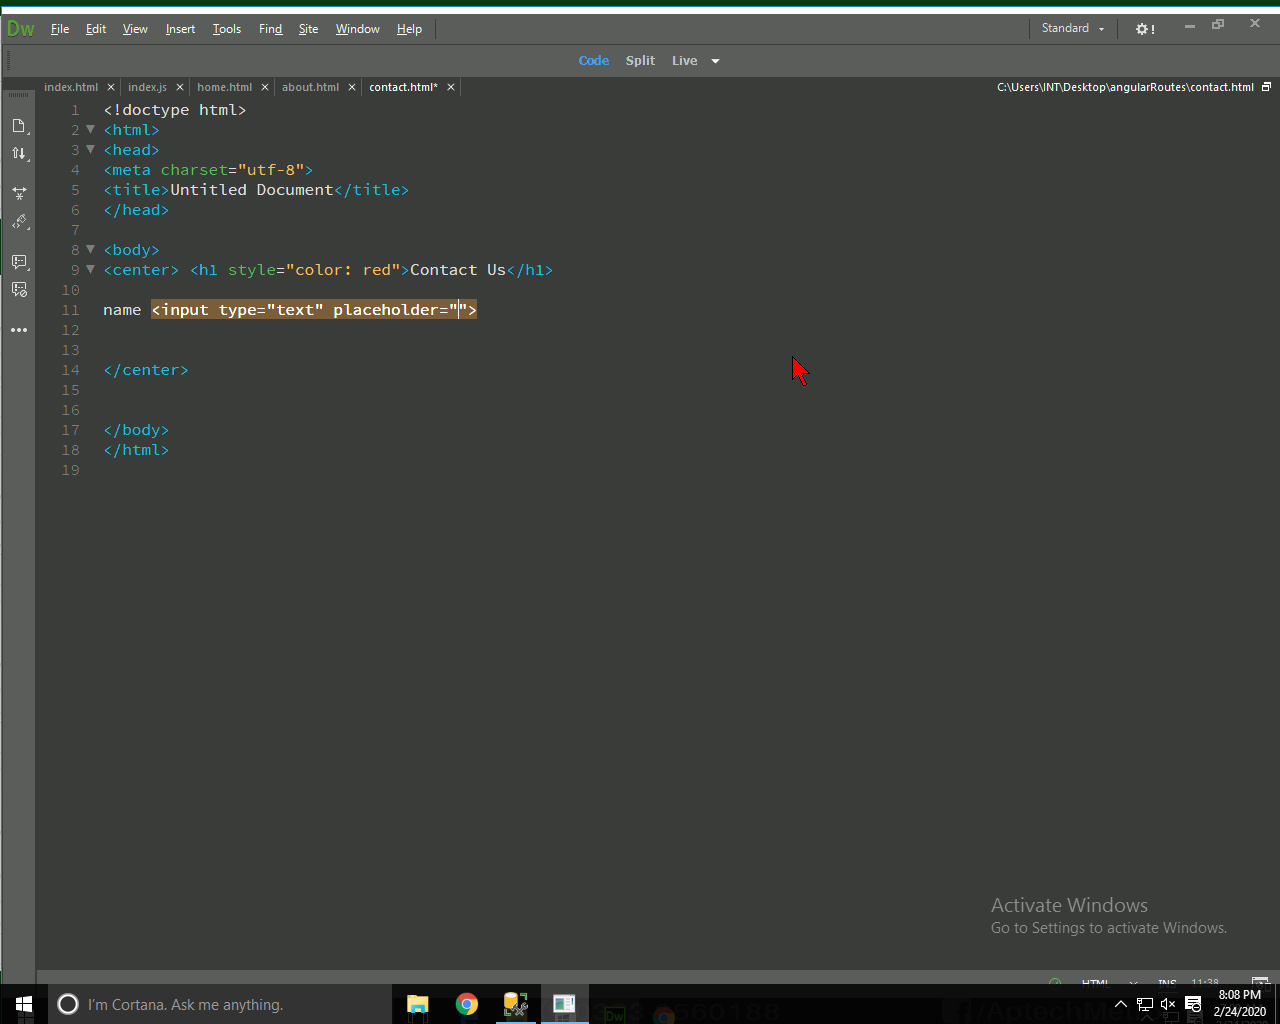 Dw File Edit View Insert Tools Find Site Window Help Standard
Code Split Live
index.html × index.js × home.html × about.html × contact.html* × C:\Users\INT\Desktop\angularRoutes\contact.html
1 <!doctype html>
2 <html>
3 <head>
4 <meta charset="utf-8">
5 <title>Untitled Document</title>
6 </head>
7
8 <body>
9 <center> <h1 style="color: red">Contact Us</h1>
10
11 name <input type="text" placeholder="">
12
13
14 </center>
15
16
17 </body>
18 </html>
19
Activate Windows
Go to Settings to activate Windows.
HTML INS 11:38
I'm Cortana. Ask me anything.
8:08 PM
2/24/2020